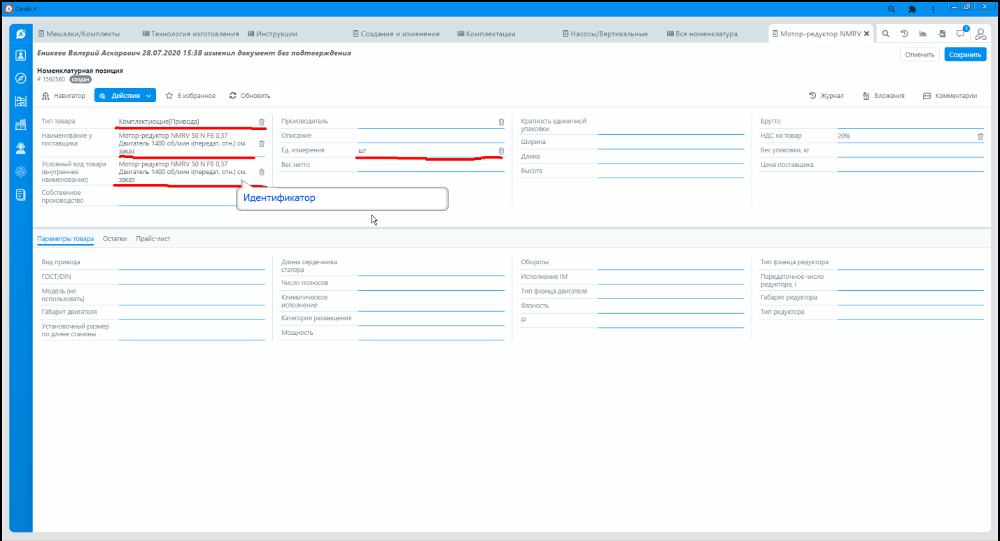 Carabi X
Мешалки/Комплекты
Технология изготовления
Инструкции
Создание и изменение
Комплектации
Насосы/Вертикальные
Вся номенклатура
Мотор-редуктор NMRV
1
Еникеев Валерий Аскарович 28.07.2020 15:38 изменил документ без подтверждения
Отменить
Сохранить
Номенклатурная позиция
# 1592580 создан
Навигатор
Действия
В избранное
Обновить
Журнал
Вложения
Комментарии
Тип товара
Комплектующие[Привода]
Наименование у
поставщика
Мотор-редуктор NMRV 50 N FB 0,37
Двигатель 1400 об/мин i(передат. отн.) см.
заказ
Условный код товара
(внутреннее
наименование)
Мотор-редуктор NMRV 50 N FB 0,37
Двигатель 1400 об/мин i(передат. отн.) см.
заказ
Собственное
производство
Идентификатор
Производитель
Описание
Ед. измерения
шт
Вес нетто
Кратность единичной
упаковки
Ширина
Длина
Высота
Брутто
НДС на товар
20%
Вес упаковки, кг
Цена поставщика
Параметры товара
Остатки
Прайс-лист
Вид привода
ГОСТ/DIN
Модель (не
использовать)
Габарит двигателя
Установочный размер
по длине станины
Длина сердечника
статора
Число полюсов
Климатическое
исполнение
Категория размещения
Мощность
Обороты
Исполнение IM
Тип фланца двигателя
Фазность
IP
Тип фланца редуктора
Передаточное число
редуктора, i
Габарит редуктора
Тип редуктора